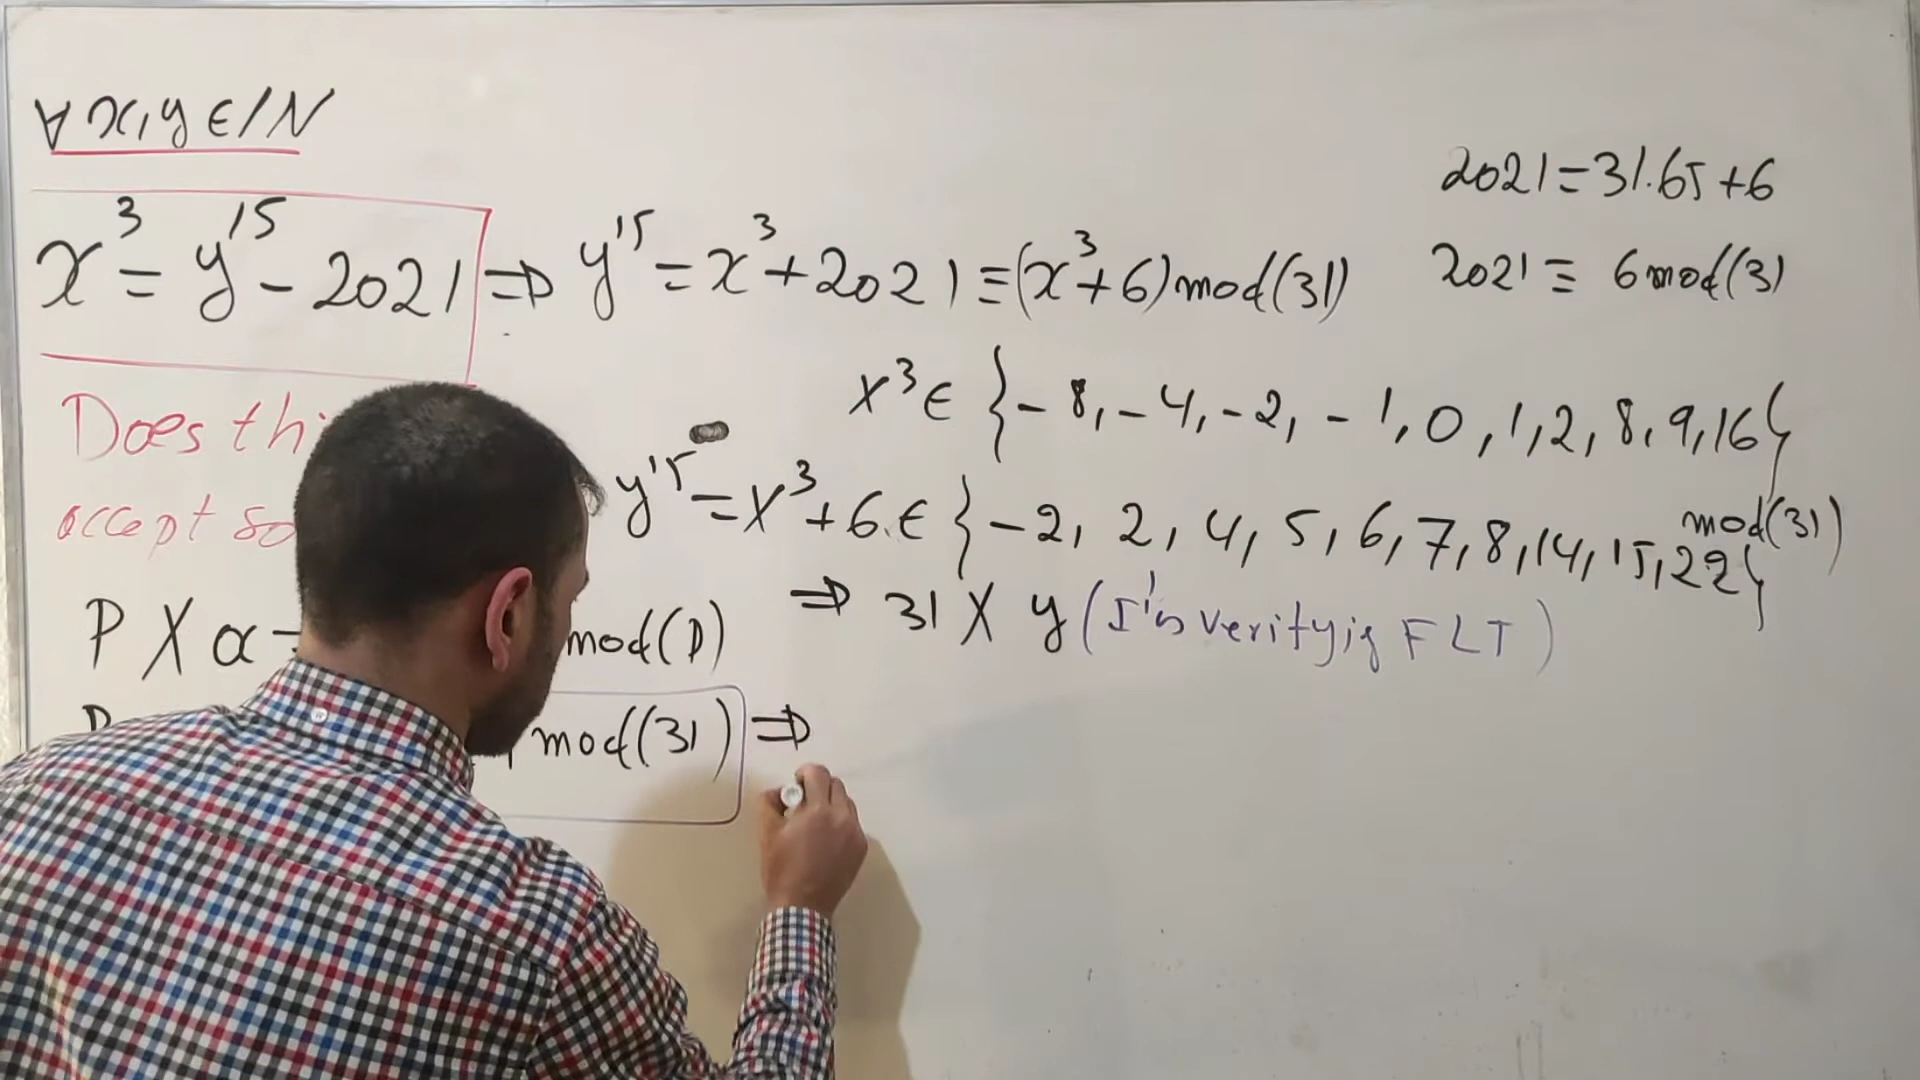 ∀ x,y ∈ IN
x³ = y¹⁵ - 2021 ⇒ y¹⁵ = x³ + 2021 ≡ (x³ + 6) mod(31)
2021 = 31.65 + 6
2021 ≡ 6 mod(31
x³ ∈ {-8, -4, -2, -1, 0, 1, 2, 8, 9, 16}
mod(31)
y¹⁵ = x³ + 6 ∈ {-2, 2, 4, 5, 6, 7, 8, 14, 15, 22}
⇒ 31 ∤ y (I's verifyig FLT)
Does thi
accept so
P ∤ a mod(P)
mod(31) ⇒